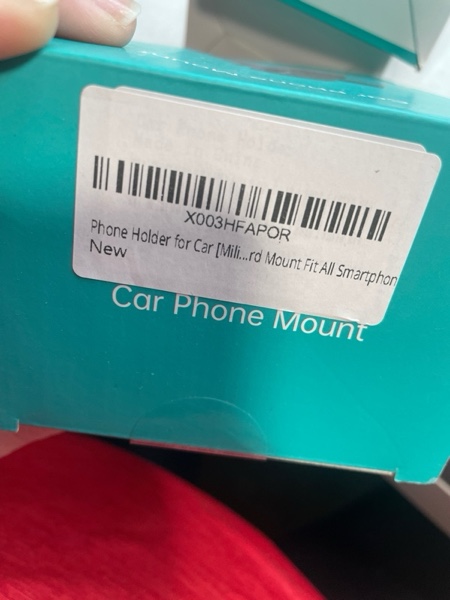 X003HFAPOR
Phone Holder for Car [Mili...rd Mount Fit All Smartphon
New
Car Phone Mount